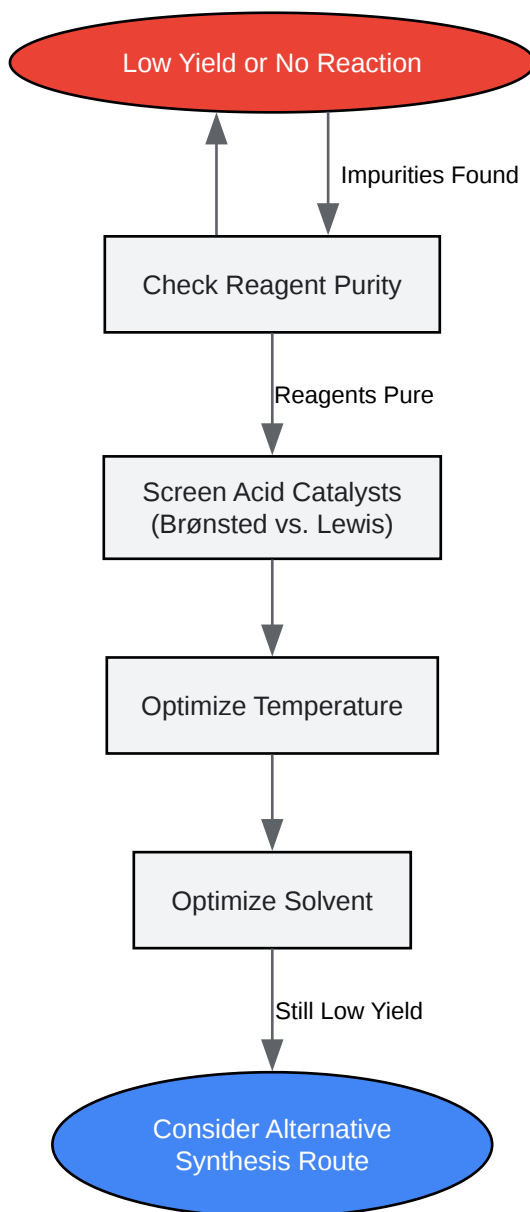 Low Yield or No Reaction
Impurities Found
Check Reagent Purity
Reagents Pure
Screen Acid Catalysts
(Brønsted vs. Lewis)
Optimize Temperature
Optimize Solvent
Still Low Yield
Consider Alternative
Synthesis Route